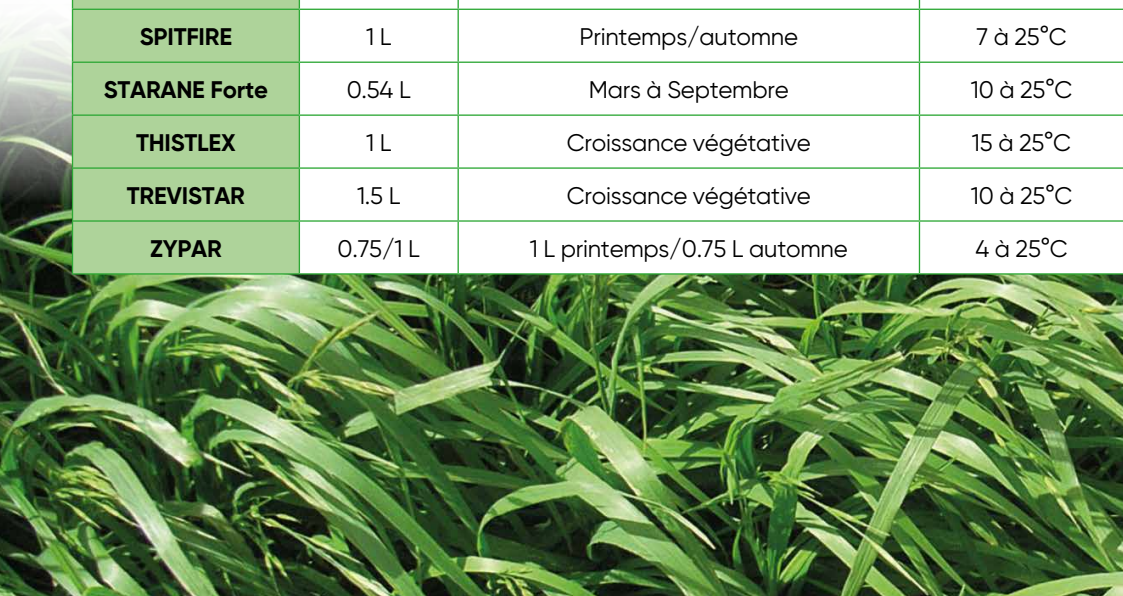 SPITFIRE 1 L Printemps/automne 7 à 25°C
STARANE Forte 0.54 L Mars à Septembre 10 à 25°C
THISTLEX 1 L Croissance végétative 15 à 25°C
TREVISTAR 1.5 L Croissance végétative 10 à 25°C
ZYPAR 0.75/1 L 1 L printemps/0.75 L automne 4 à 25°C